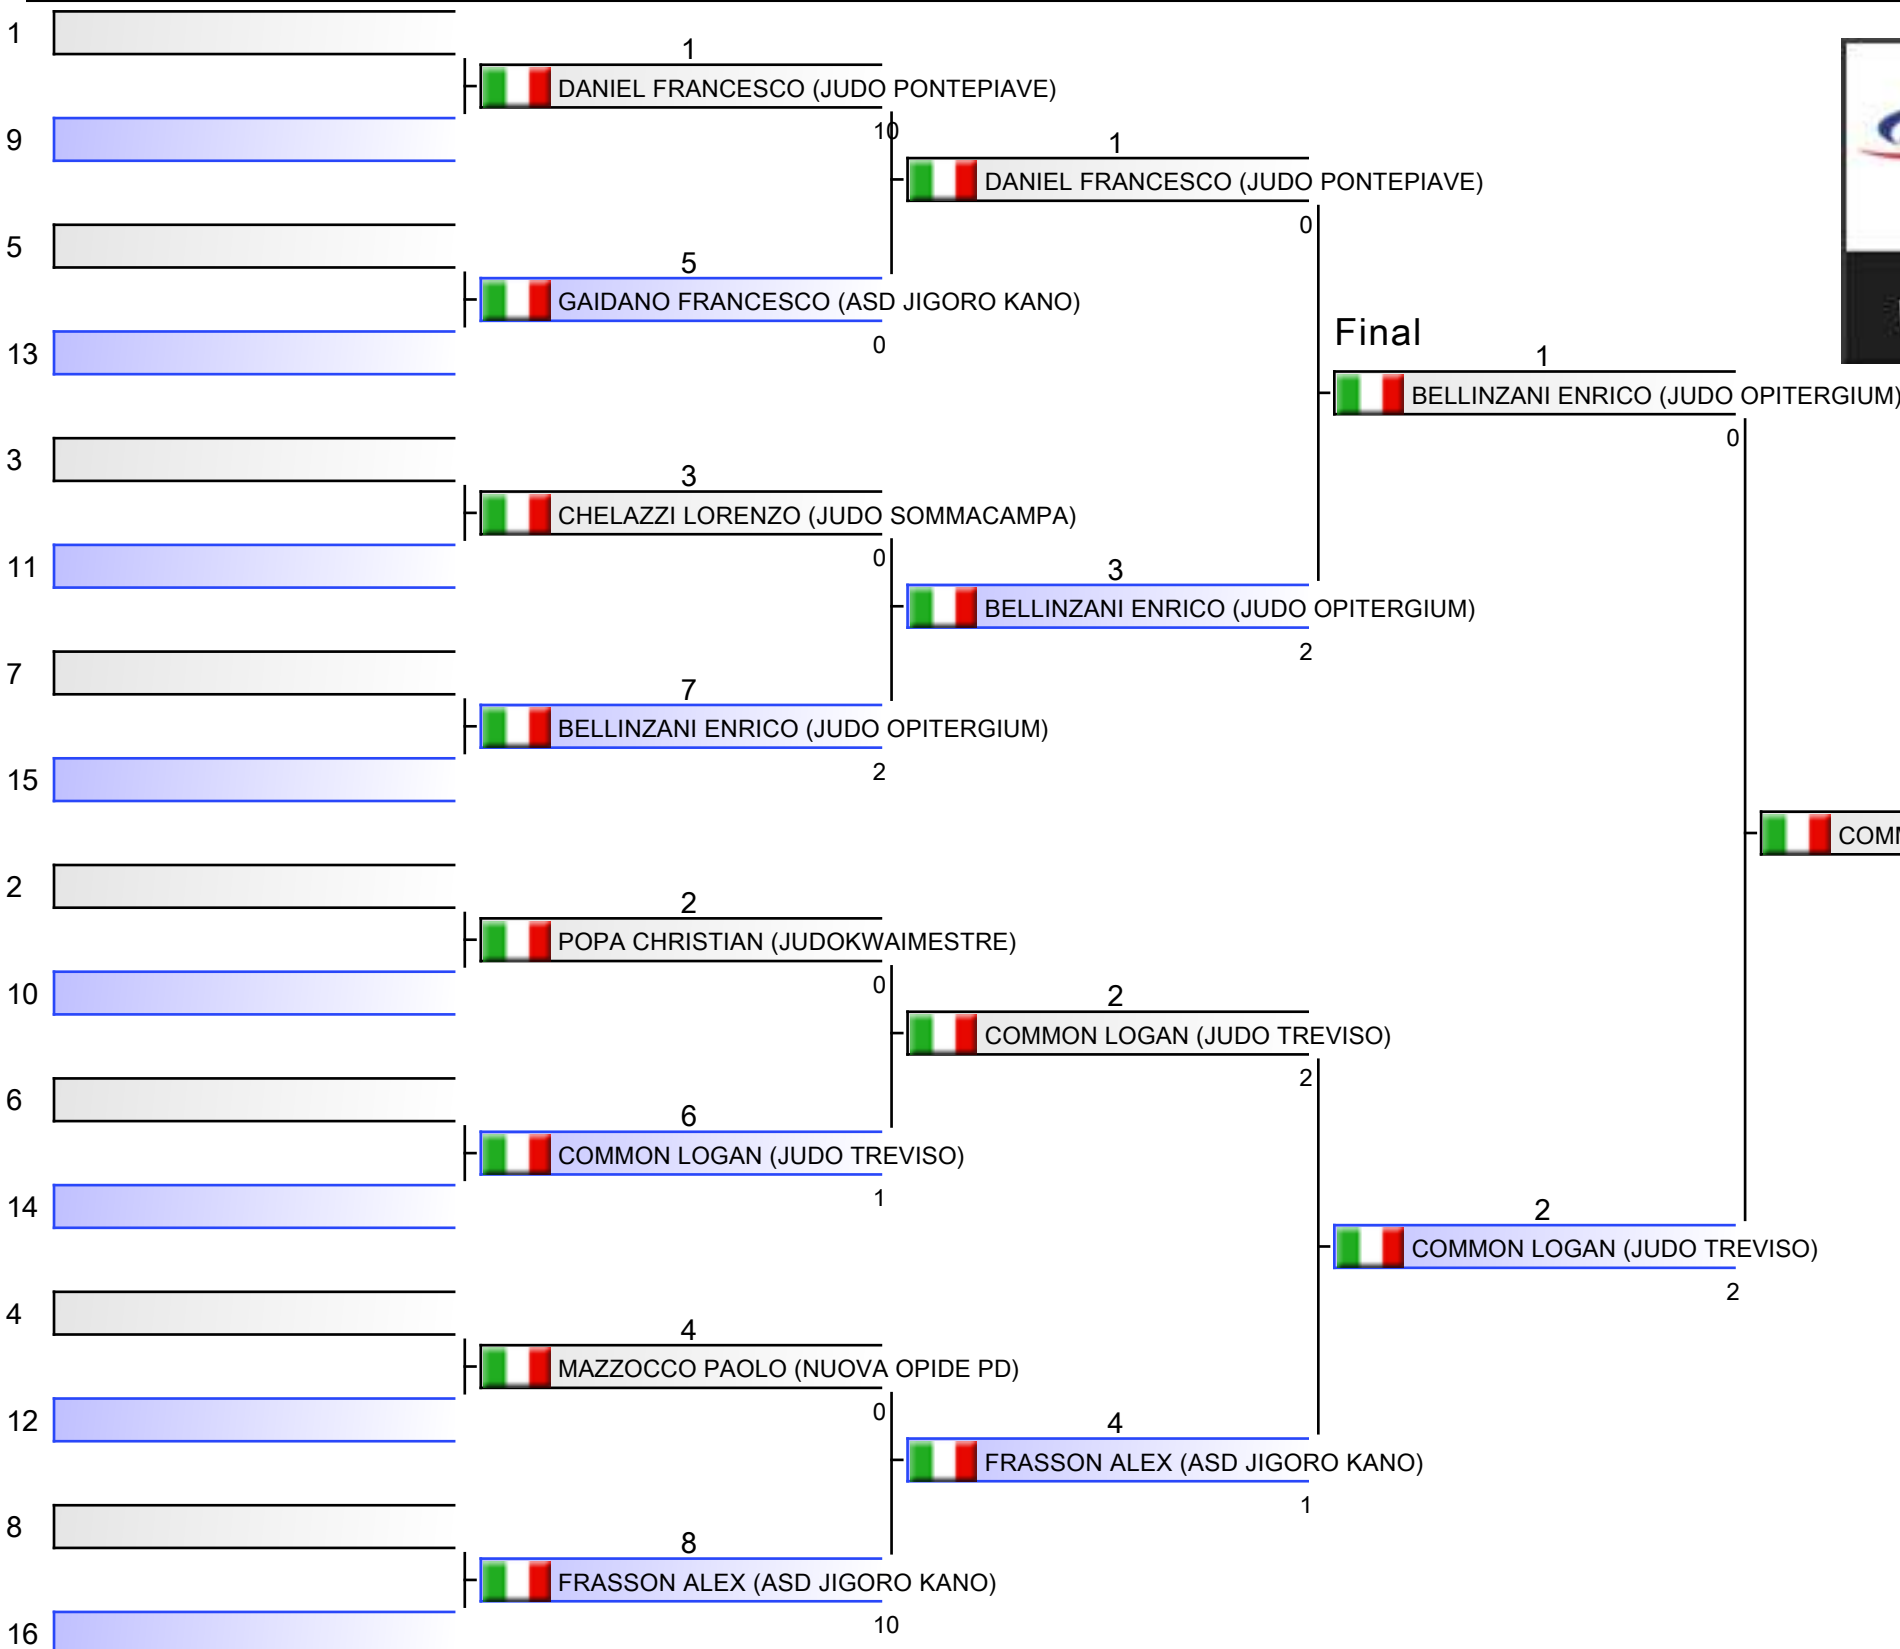 1
9
5
13
3
11
7
15
2
10
6
14
4
12
8
16
1
DANIEL FRANCESCO (JUDO PONTEPIAVE)
10
5
GAIDANO FRANCESCO (ASD JIGORO KANO)
0
3
CHELAZZI LORENZO (JUDO SOMMACAMPA)
0
7
BELLINZANI ENRICO (JUDO OPITERGIUM)
2
2
POPA CHRISTIAN (JUDOKWAIMESTRE)
0
6
COMMON LOGAN (JUDO TREVISO)
1
4
MAZZOCCO PAOLO (NUOVA OPIDE PD)
0
8
FRASSON ALEX (ASD JIGORO KANO)
10
1
DANIEL FRANCESCO (JUDO PONTEPIAVE)
0
3
BELLINZANI ENRICO (JUDO OPITERGIUM)
2
2
COMMON LOGAN (JUDO TREVISO)
2
4
FRASSON ALEX (ASD JIGORO KANO)
1
Final
1
BELLINZANI ENRICO (JUDO OPITERGIUM)
0
2
COMMON LOGAN (JUDO TREVISO)
2